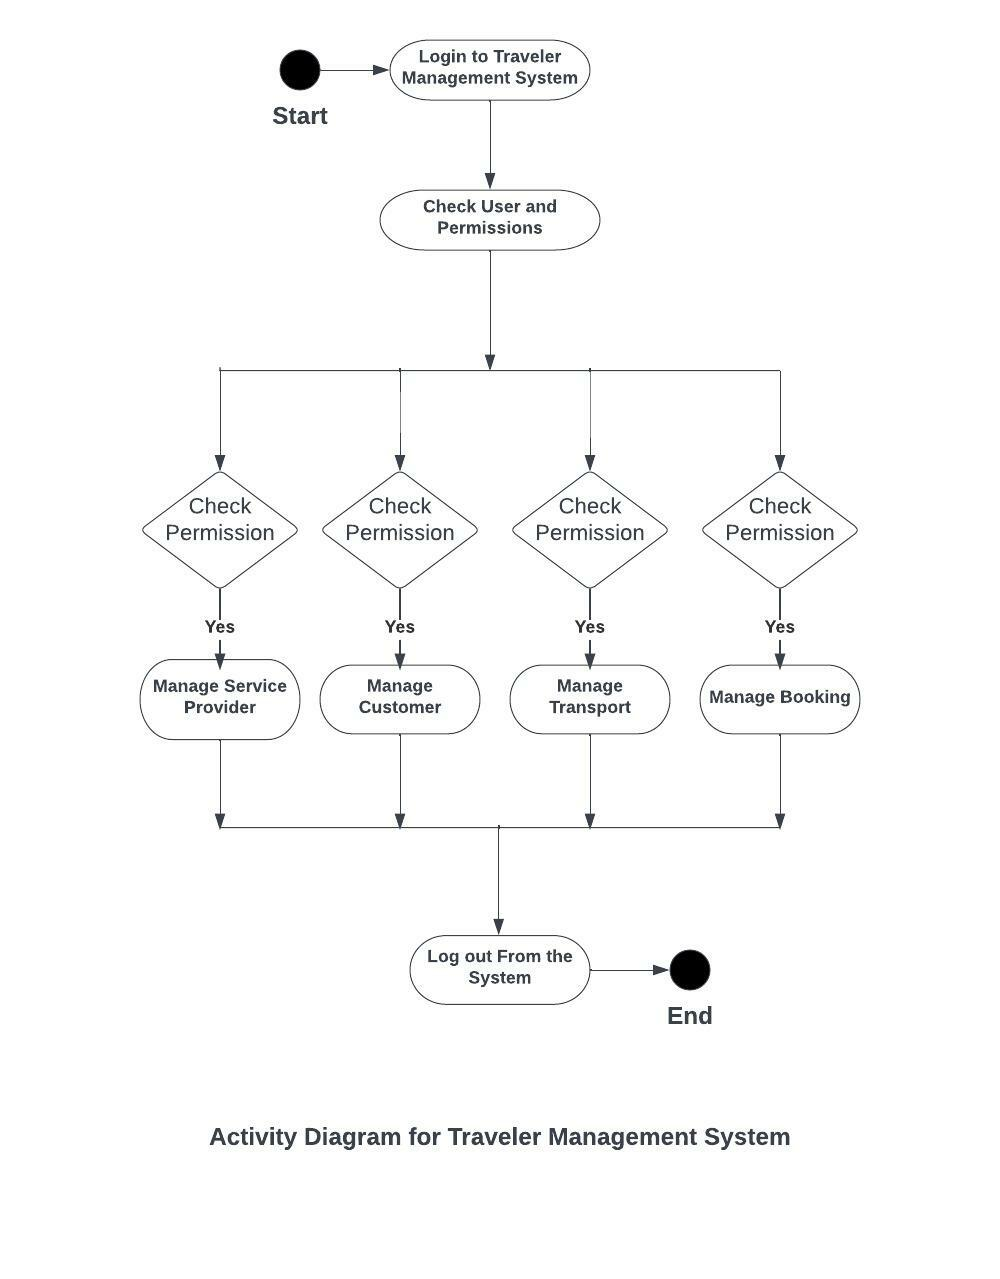 Login to Traveler
Management System
Start
Check User and
Permissions
Check
Permission
Check
Permission
Check
Permission
Check
Permission
Yes
Yes
Yes
Yes
Manage Service
Provider
Manage
Customer
Manage
Transport
Manage Booking
Log out From the
System
End
Activity Diagram for Traveler Management System